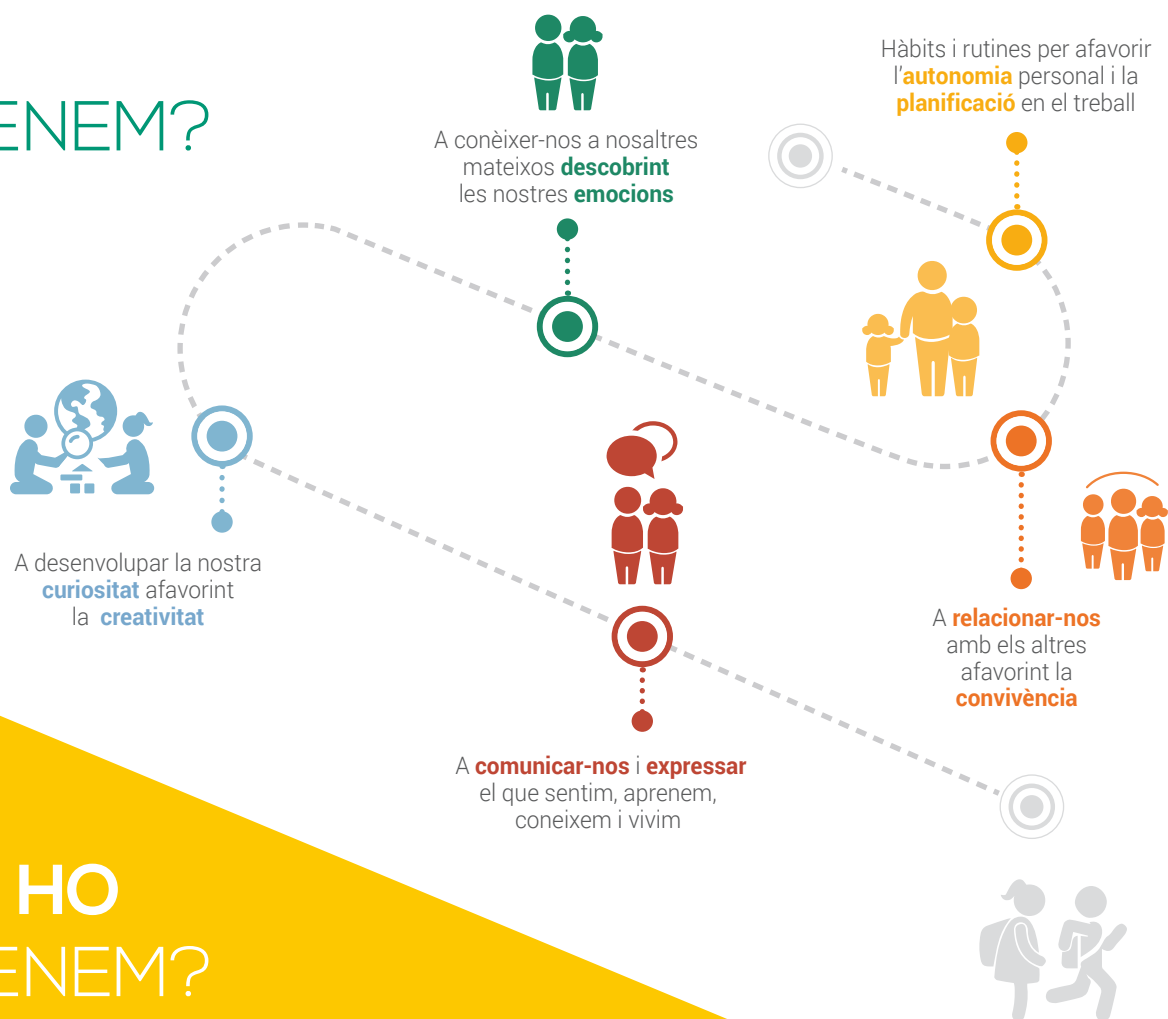 ENEM?
A conèixer-nos a nosaltres
mateixos descobrint
les nostres emocions
Hàbits i rutines per afavorir
l'autonomia personal i la
planificació en el treball
A desenvolupar la nostra
curiositat afavorint
la creativitat
A relacionar-nos
amb els altres
afavorint la
convivència
A comunicar-nos i expressar
el que sentim, aprenem,
coneixem i vivim
HO
ENEM?